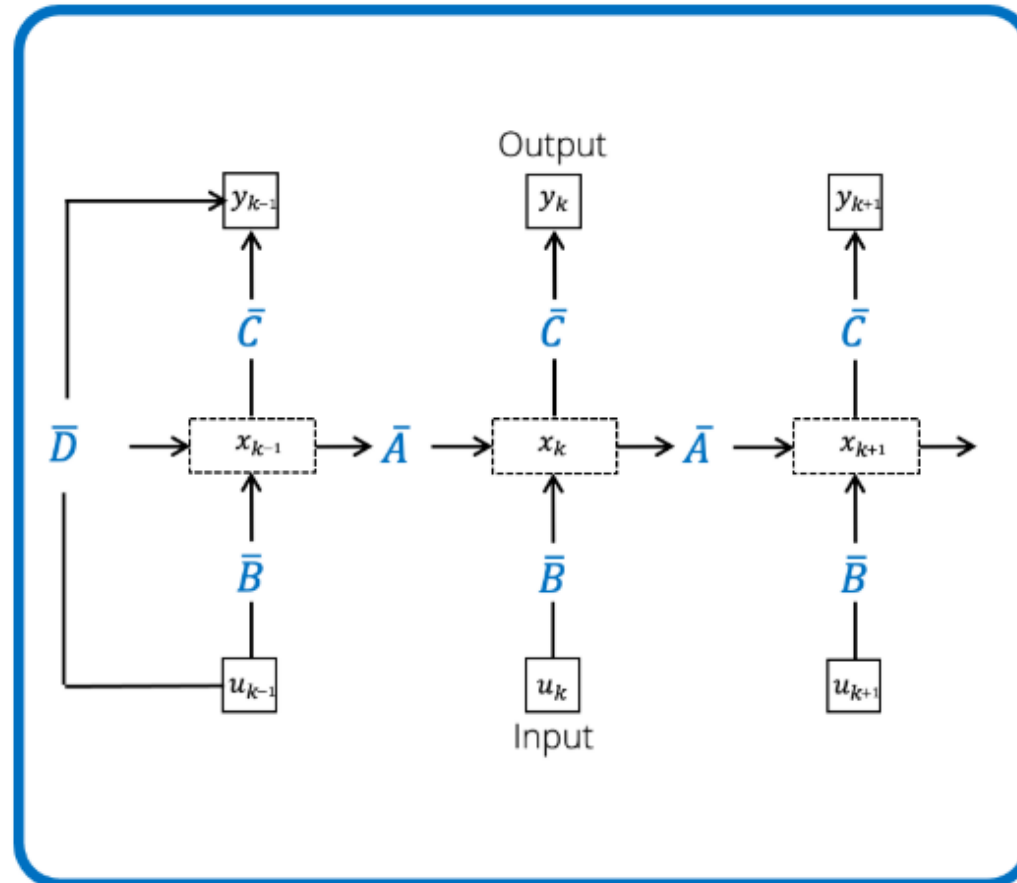 Output
y_{k-1} y_k y_{k+1}
C̄ C̄ C̄
D̄ x_{k-1} Ā x_k Ā x_{k+1}
B̄ B̄ B̄
u_{k-1} u_k u_{k+1}
Input